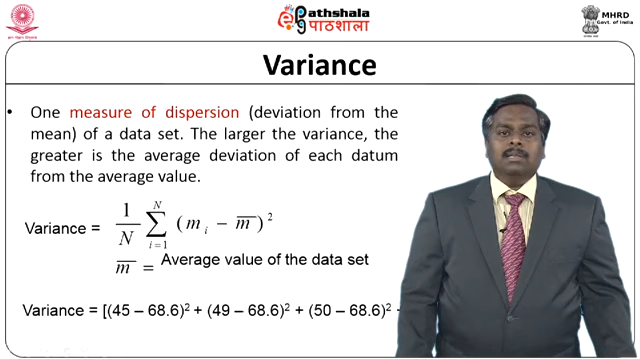 Pathshala
पाठशाला
MHRD
Govt. of India
Variance
• One measure of dispersion (deviation from the
mean) of a data set. The larger the variance, the
greater is the average deviation of each datum
from the average value.
Variance = 1/N ∑_{i=1}^{N} (m_i − m̅)²
m̅ = Average value of the data set
Variance = [(45 – 68.6)² + (49 – 68.6)² + (50 – 68.6)²